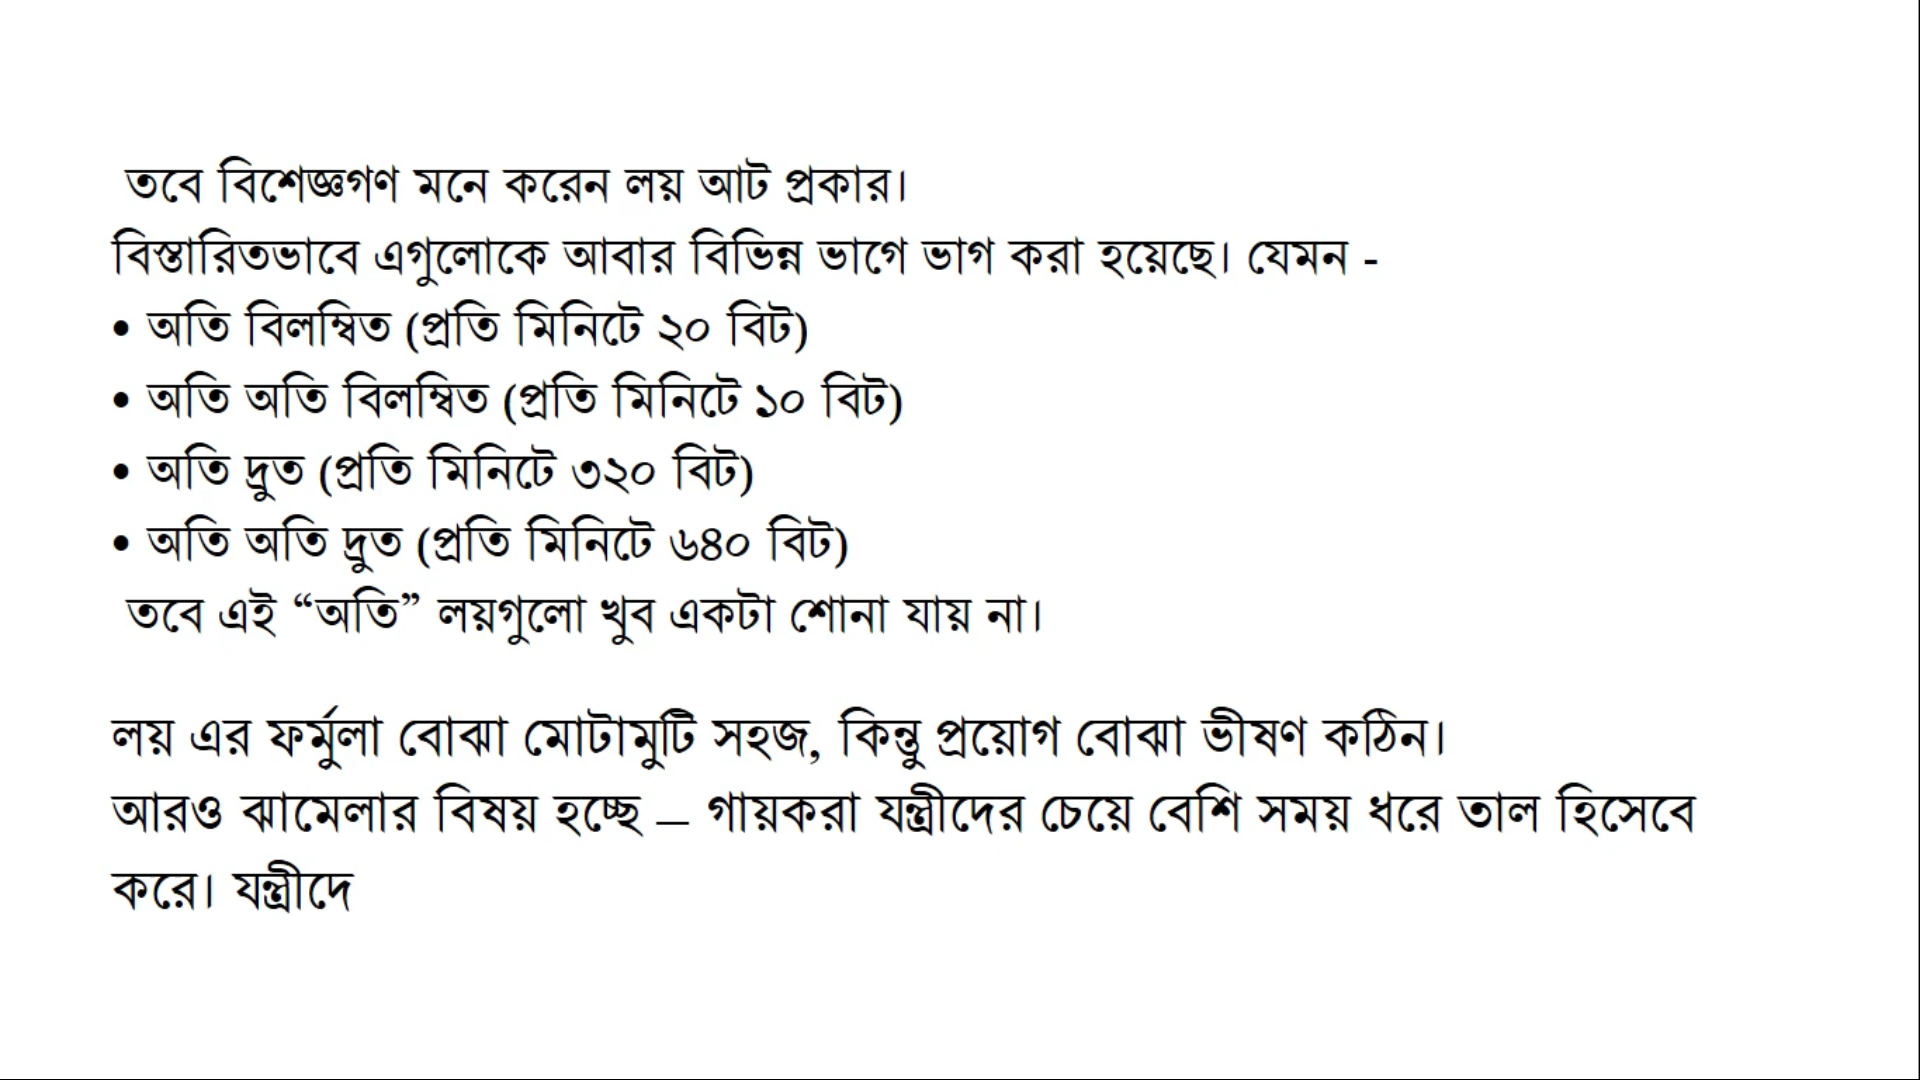 তবে বিশেজ্ঞগণ মনে করেন লয় আট প্রকার।
বিস্তারিতভাবে এগুলোকে আবার বিভিন্ন ভাগে ভাগ করা হয়েছে। যেমন -
• অতি বিলম্বিত (প্রতি মিনিটে ২০ বিট)
• অতি অতি বিলম্বিত (প্রতি মিনিটে ১০ বিট)
• অতি দ্রুত (প্রতি মিনিটে ৩২০ বিট)
• অতি অতি দ্রুত (প্রতি মিনিটে ৬৪০ বিট)
তবে এই “অতি” লয়গুলো খুব একটা শোনা যায় না।
লয় এর ফর্মুলা বোঝা মোটামুটি সহজ, কিন্তু প্রয়োগ বোঝা ভীষণ কঠিন।
আরও ঝামেলার বিষয় হচ্ছে – গায়করা যন্ত্রীদের চেয়ে বেশি সময় ধরে তাল হিসেবে
করে। যন্ত্রীদে